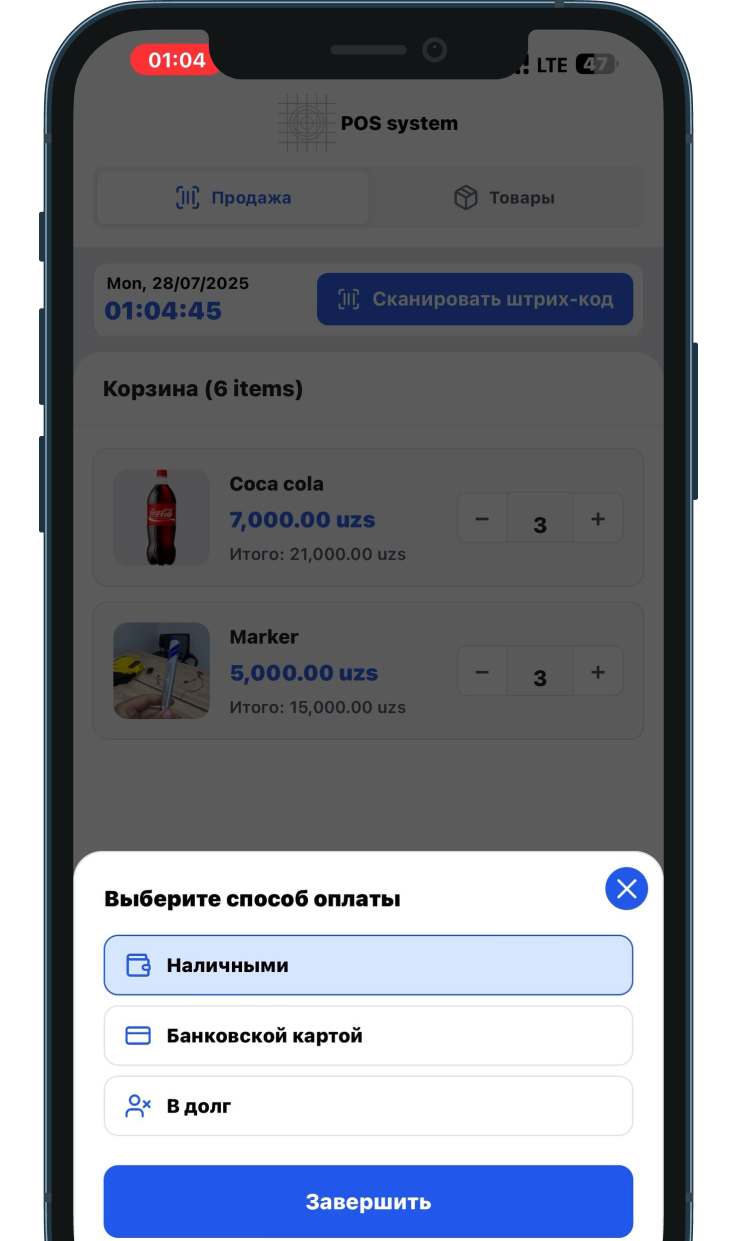 01:04
LTE 47
POS system
Продажа
Товары
Mon, 28/07/2025
01:04:45
Сканировать штрих-код
Корзина (6 items)
Coca cola
7,000.00 uzs
Итого: 21,000.00 uzs
3
Coca-Cola
Marker
5,000.00 uzs
Итого: 15,000.00 uzs
3
Выберите способ оплаты
Наличными
Банковской картой
В долг
Завершить